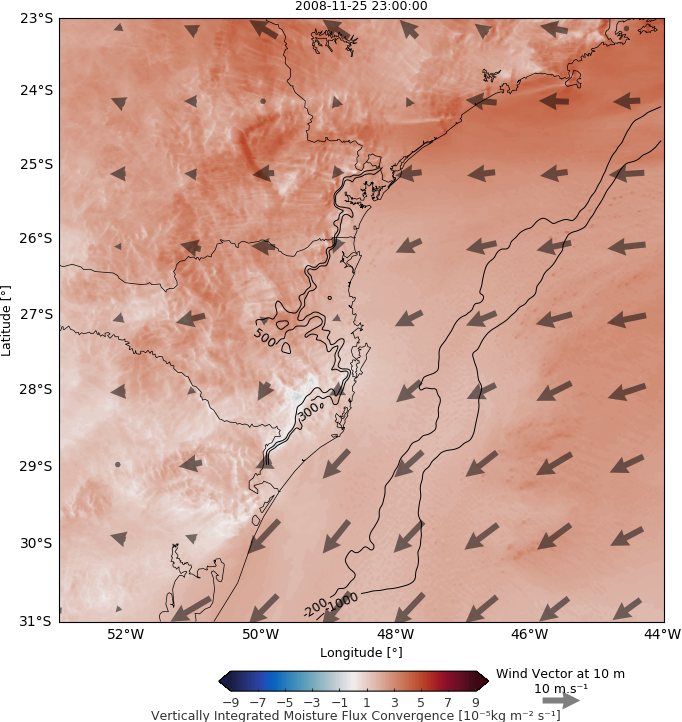 2008-11-25 23:00:00
23°S
24°S
25°S
26°S
27°S
28°S
29°S
30°S
31°S
Latitude [°]
500
300
-200
-1000
52°W 50°W 48°W 46°W 44°W
Longitude [°]
Wind Vector at 10 m
10 m.s⁻¹
−9 −7 −5 −3 −1 1 3 5 7 9
Vertically Integrated Moisture Flux Convergence [10⁻⁵kg m⁻² s⁻¹]